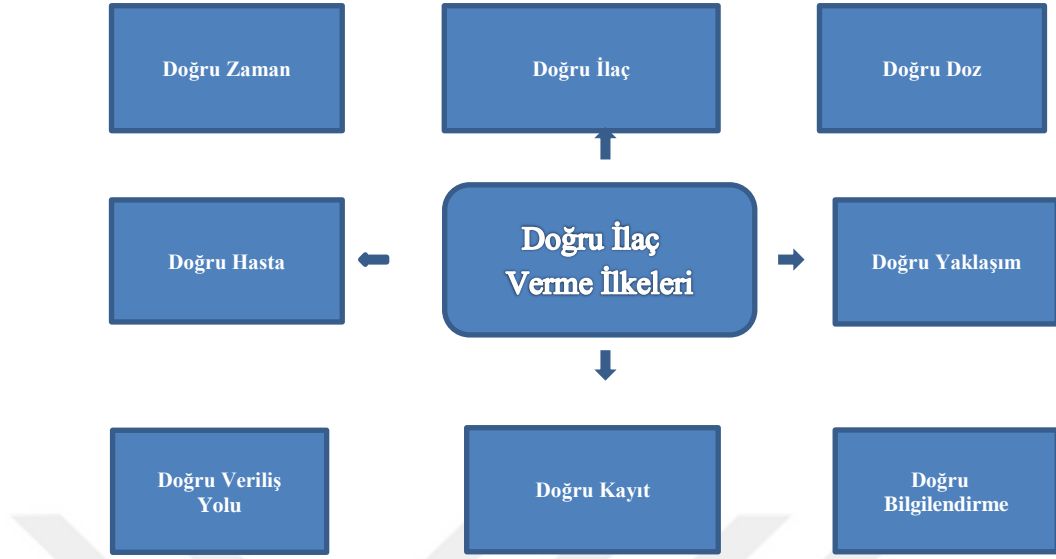 Doğru Zaman
Doğru İlaç
Doğru Doz
Doğru Hasta
Doğru İlaç
Verme İlkeleri
Doğru Yaklaşım
Doğru Veriliş
Yolu
Doğru Kayıt
Doğru
Bilgilendirme